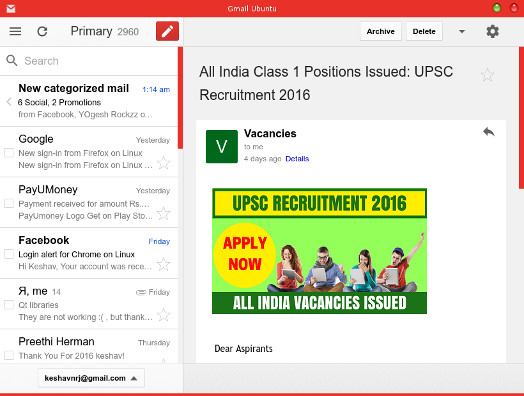 Gmail Ubuntu
Primary 2960
Archive
Delete
Search
New categorized mail 1:14 am
6 Social, 2 Promotions
from Facebook, YOgesh Rockzz o...
Google Yesterday
New sign-in from Firefox on Linux
New sign-in from Firefox on Linux...
PayUMoney Yesterday
Payment received for amount Rs....
PayUmoney Logo Get on Play Sto...
Facebook Friday
Login alert for Chrome on Linux
Hi Keshav, Your account was rece...
Я, me 14 Friday
Qt libraries
They are not working :( , but thank...
Preethi Herman Thursday
Thank You For 2016 keshav!
keshavnrj@gmail.com
All India Class 1 Positions Issued: UPSC
Recruitment 2016
V
Vacancies
to me
4 days ago Details
UPSC RECRUITMENT 2016
APPLY
NOW
ALL INDIA VACANCIES ISSUED
Dear Aspirants